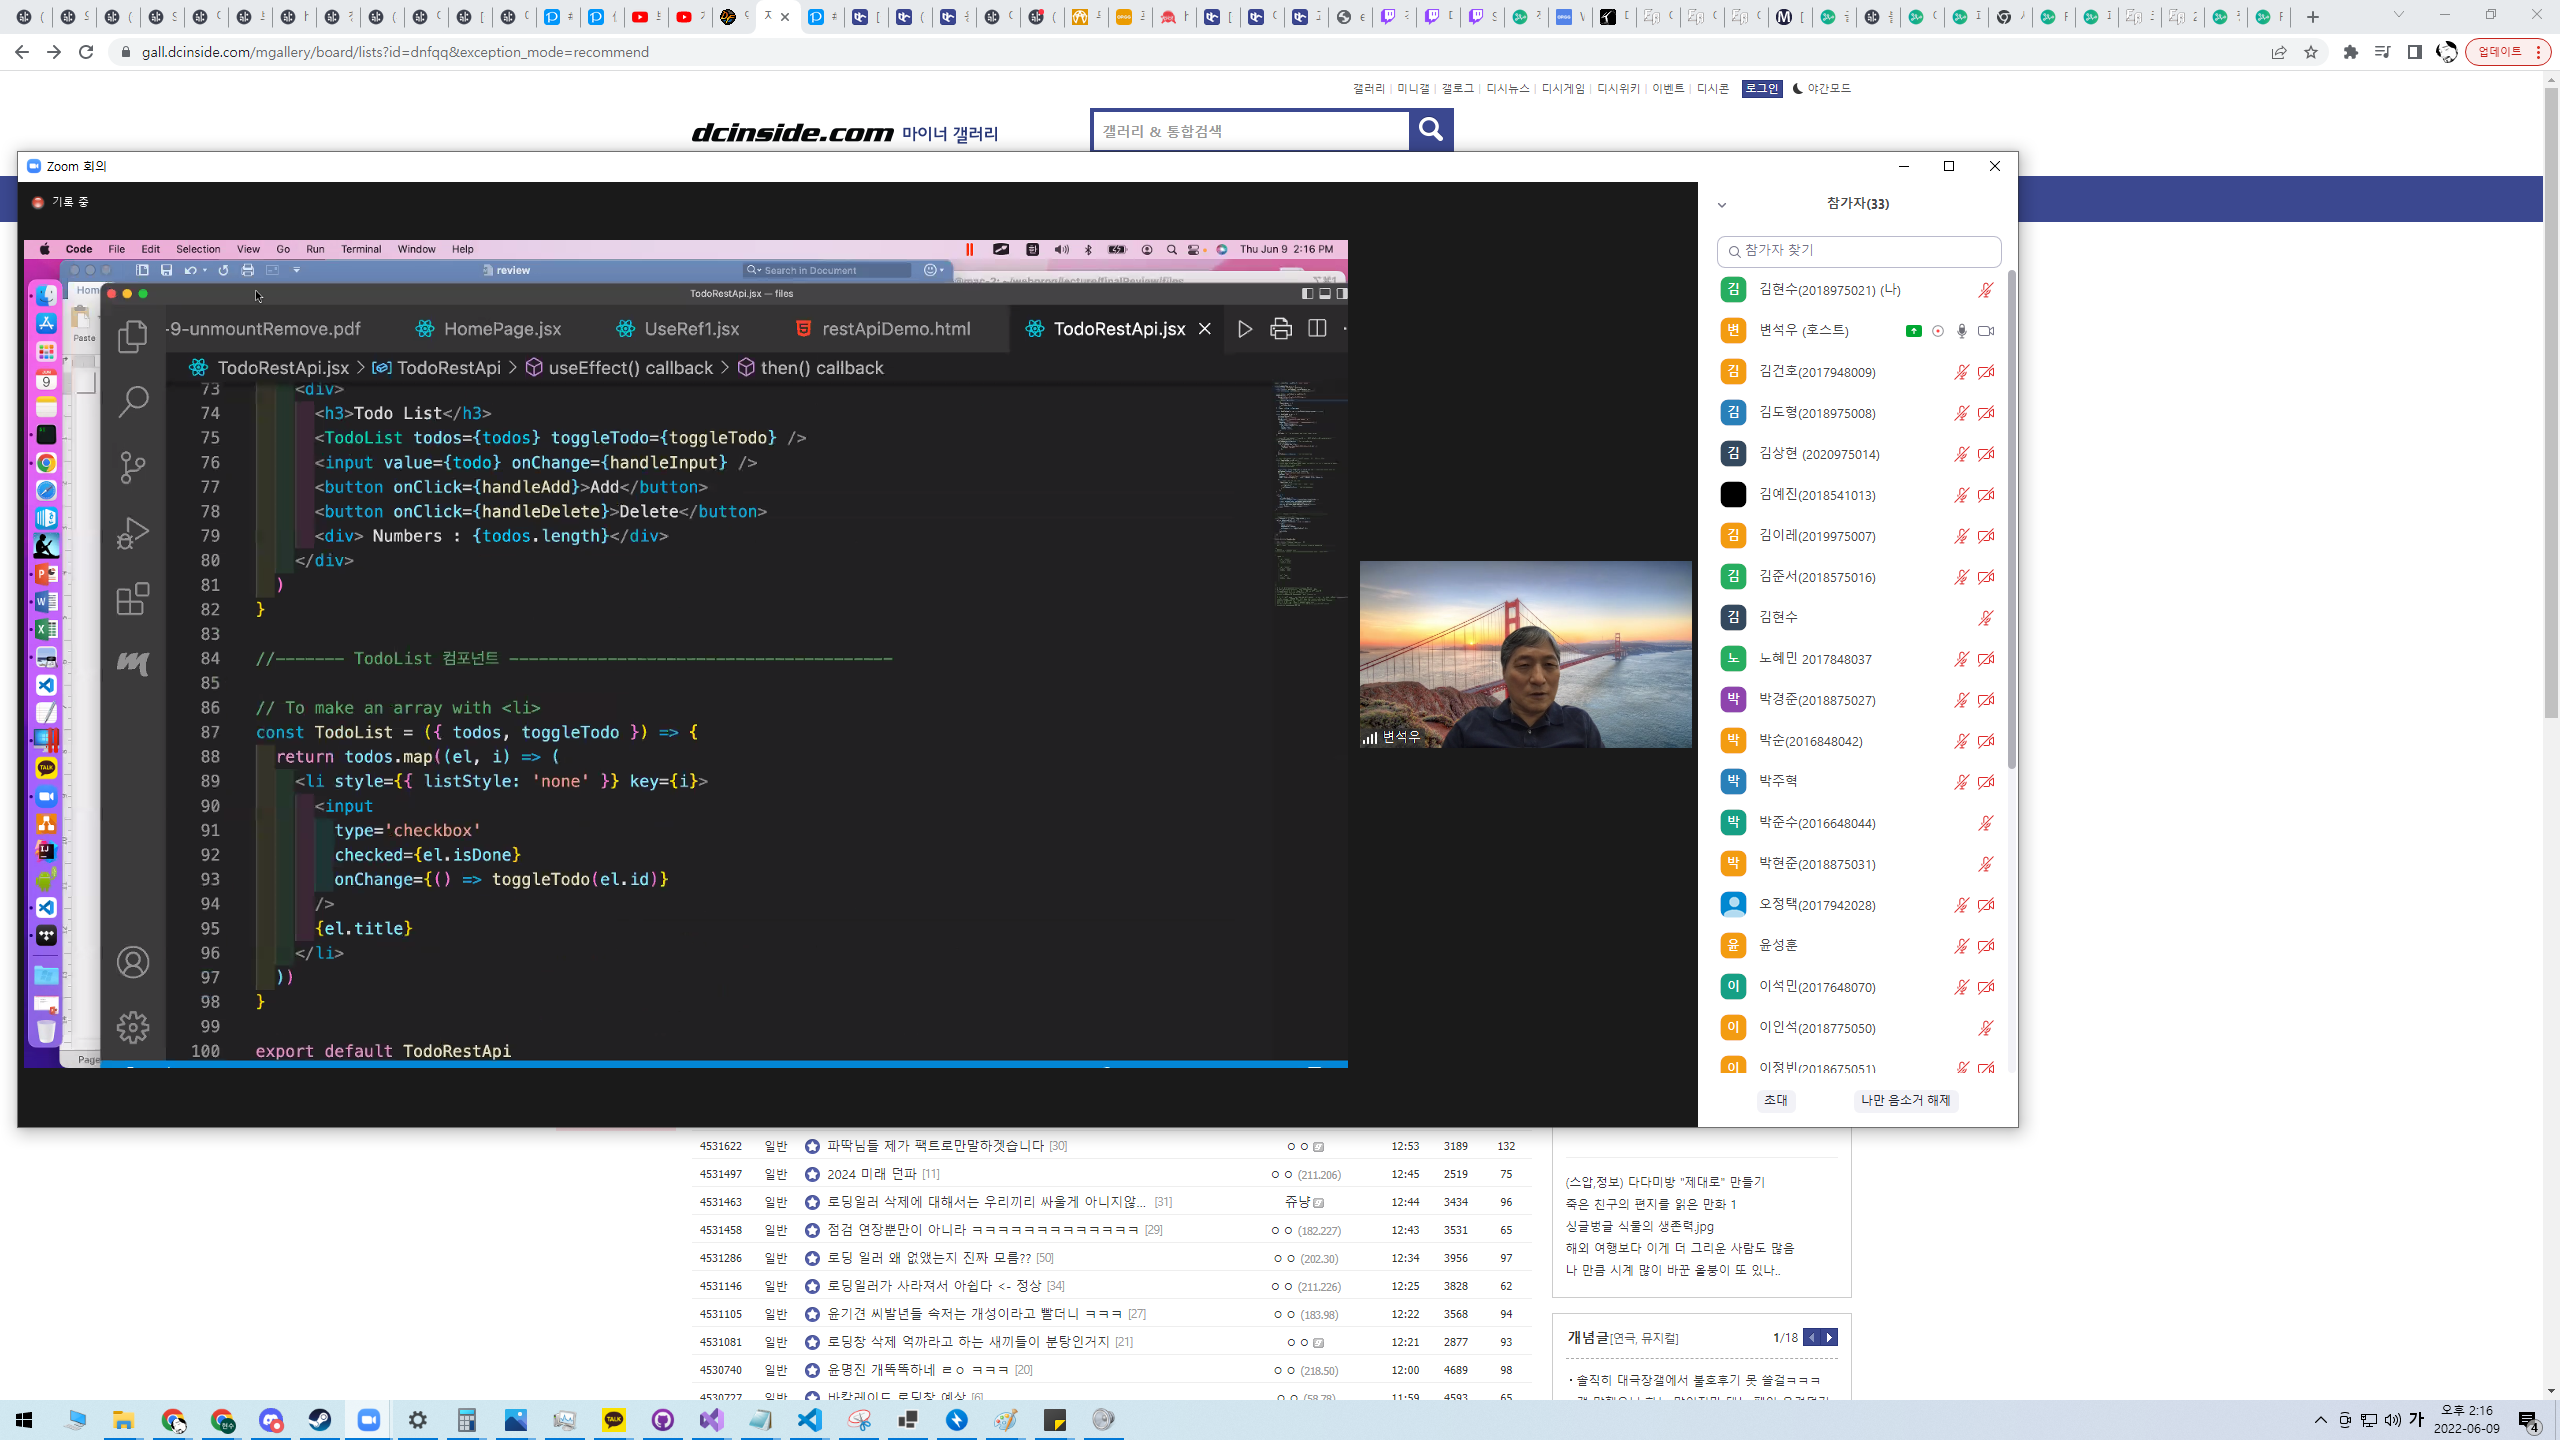 gall.dcinside.com/mgallery/board/lists?id=dnfqq&exception_mode=recommend
업데이트
갤러리 | 미니갤 | 갤로그 | 디시뉴스 | 디시게임 | 디시위키 | 이벤트 | 디시콘 로그인 야간모드
dcinside.com 마이너 갤러리
갤러리 & 통합검색
Zoom 회의
기록 중
Code File Edit Selection View Go Run Terminal Window Help
Thu Jun 9 2:16 PM
review
Search in Document
TodoRestApi.jsx — files
Paste
-9-unmountRemove.pdf HomePage.jsx UseRef1.jsx restApiDemo.html TodoRestApi.jsx
TodoRestApi.jsx > TodoRestApi > useEffect() callback > then() callback
73 <div>
74 <h3>Todo List</h3>
75 <TodoList todos={todos} toggleTodo={toggleTodo} />
76 <input value={todo} onChange={handleInput} />
77 <button onClick={handleAdd}>Add</button>
78 <button onClick={handleDelete}>Delete</button>
79 <div> Numbers : {todos.length}</div>
80 </div>
81 )
82 }
83
84 //------- TodoList 컴포넌트 ---------------------------------------
85
86 // To make an array with <li>
87 const TodoList = ({ todos, toggleTodo }) => {
88 return todos.map((el, i) => (
89 <li style={{ listStyle: 'none' }} key={i}>
90 <input
91 type='checkbox'
92 checked={el.isDone}
93 onChange={() => toggleTodo(el.id)}
94 />
95 {el.title}
96 </li>
97 ))
98 }
99
100 export default TodoRestApi
Page
변석우
참가자(33)
참가자 찾기
김 김현수(2018975021) (나)
변 변석우 (호스트)
김 김건호(2017948009)
김 김도형(2018975008)
김 김상현 (2020975014)
김예진(2018541013)
김 김이레(2019975007)
김 김준서(2018575016)
김 김현수
노 노혜민 2017848037
박 박경준(2018875027)
박 박순(2016848042)
박 박주혁
박 박준수(2016648044)
박 박현준(2018875031)
오정택(2017942028)
윤 윤성훈
이 이석민(2017648070)
이 이인석(2018775050)
이 이정빈(2018675051)
초대
나만 음소거 해제
4531622 일반 파딱님들 제가 팩트로만말하겟습니다 [30] ㅇㅇ 12:53 3189 132
4531497 일반 2024 미래 던파 [11] ㅇㅇ (211.206) 12:45 2519 75
4531463 일반 로딩일러 삭제에 대해서는 우리끼리 싸울게 아니지않... [31] 쥬냥 12:44 3434 96
4531458 일반 점검 연장뿐만이 아니라 ㅋㅋㅋㅋㅋㅋㅋㅋㅋㅋㅋㅋㅋ [29] ㅇㅇ (182.227) 12:43 3531 65
4531286 일반 로딩 일러 왜 없앴는지 진짜 모름?? [50] ㅇㅇ (202.30) 12:34 3956 97
4531146 일반 로딩일러가 사라져서 아쉽다 <- 정상 [34] ㅇㅇ (211.226) 12:25 3828 62
4531105 일반 윤기견 씨발년들 속저는 개성이라고 빨더니 ㅋㅋㅋ [27] ㅇㅇ (183.98) 12:22 3568 94
4531081 일반 로딩창 삭제 억까라고 하는 새끼들이 분탕인거지 [21] ㅇㅇ 12:21 2877 93
4530740 일반 윤명진 개똑똑하네 ㄹㅇ ㅋㅋㅋ [20] ㅇㅇ (218.50) 12:00 4689 98
4530727 일반 바칼레이드 로딩창 예상 [6] ㅇㅇ (58.78) 11:59 4593 65
(스압,정보) 다다미방 "제대로" 만들기
죽은 친구의 편지를 읽은 만화 1
싱글벙글 식물의 생존력.jpg
해외 여행보다 이게 더 그리운 사람도 많음
나 만큼 시계 많이 바꾼 울붕이 또 있나..
개념글[연극, 뮤지컬] 1/18
· 솔직히 대극장갤에서 불호후기 못 쓸걸ㅋㅋㅋ
가
오후 2:16
2022-06-09
4